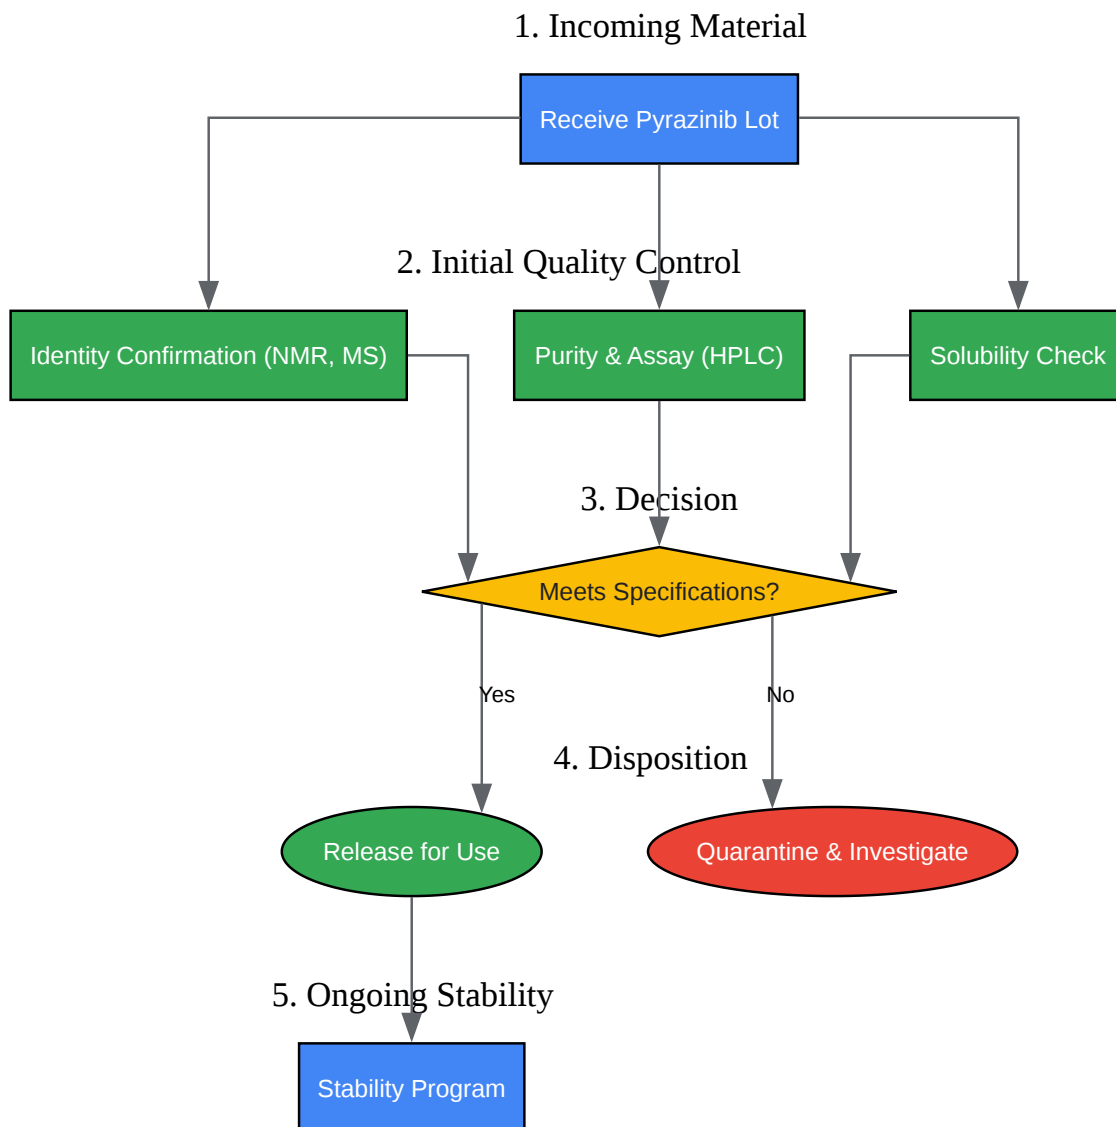 1. Incoming Material
Receive Pyrazinib Lot
2. Initial Quality Control
Identity Confirmation (NMR, MS)
Purity & Assay (HPLC)
Solubility Check
3. Decision
Meets Specifications?
Yes
No
4. Disposition
Release for Use
Quarantine & Investigate
5. Ongoing Stability
Stability Program